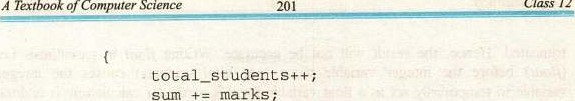 A Textbook of Computer Science 201 Class 12
{
total_students++;
sum += marks;